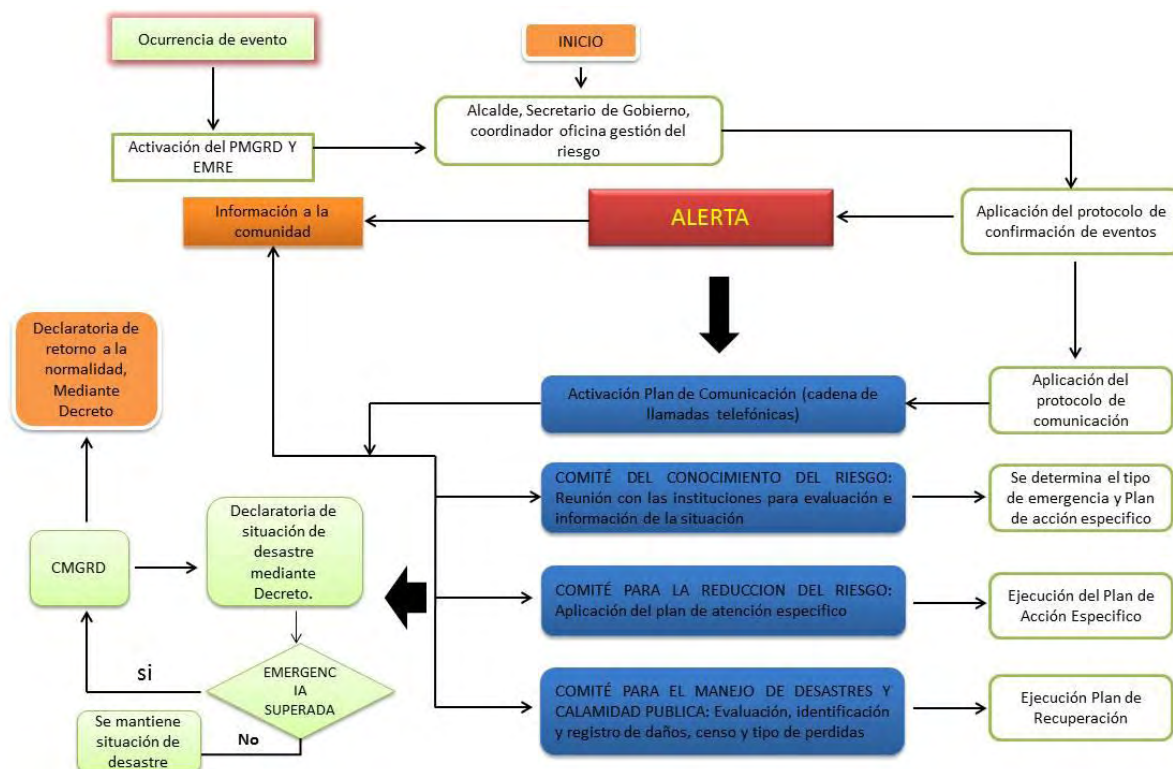 Ocurrencia de evento
INICIO
Alcalde, Secretario de Gobierno,
coordinador oficina gestión del
riesgo
Activación del PMGRD Y
EMRE
Información a la
comunidad
ALERTA
Aplicación del protocolo de
confirmación de eventos
Declaratoria de
retorno a la
normalidad,
Mediante
Decreto
Activación Plan de Comunicación (cadena de
llamadas telefónicas)
Aplicación del
protocolo de
comunicación
COMITÉ DEL CONOCIMIENTO DEL RIESGO:
Reunión con las instituciones para evaluación e
información de la situación
Se determina el tipo
de emergencia y Plan
de acción especifico
Declaratoria de
situación de
desastre
mediante
Decreto.
CMGRD
COMITÉ PARA LA REDUCCION DEL RIESGO:
Aplicación del plan de atención especifico
Ejecución del Plan de
Acción Especifico
si
EMERGENC
IA
SUPERADA
COMITÉ PARA EL MANEJO DE DESASTRES Y
CALAMIDAD PUBLICA: Evaluación, identificación
y registro de daños, censo y tipo de perdidas
Ejecución Plan de
Recuperación
Se mantiene
situación de
desastre
No